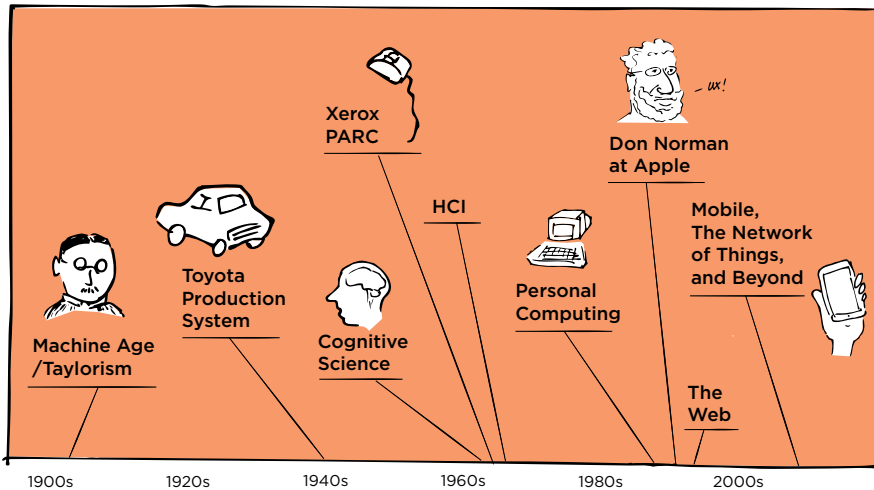 Machine Age
/Taylorism
Toyota
Production
System
Cognitive
Science
Xerox
PARC
HCI
Personal
Computing
- ux!
Don Norman
at Apple
The
Web
Mobile,
The Network
of Things,
and Beyond
1900s
1920s
1940s
1960s
1980s
2000s